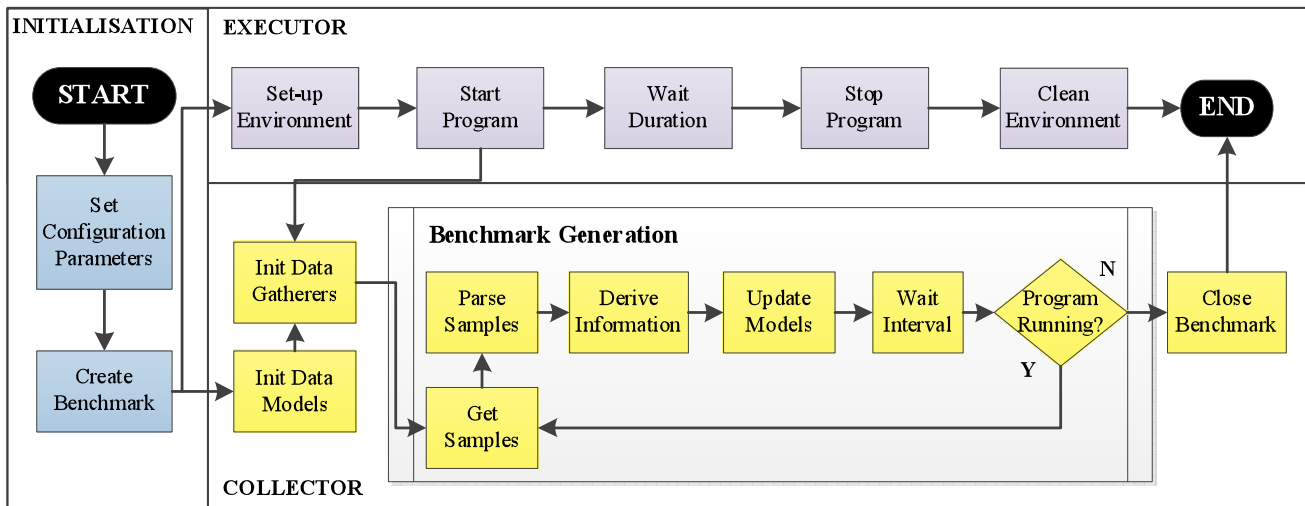 INITIALISATION
START
Set
Configuration
Parameters
Create
Benchmark
EXECUTOR
Set-up
Environment
Start
Program
Wait
Duration
Stop
Program
Clean
Environment
END
Init Data
Gatherers
Init Data
Models
Benchmark Generation
Parse
Samples
Derive
Information
Update
Models
Wait
Interval
Program
Running?
N
Y
Get
Samples
Close
Benchmark
COLLECTOR